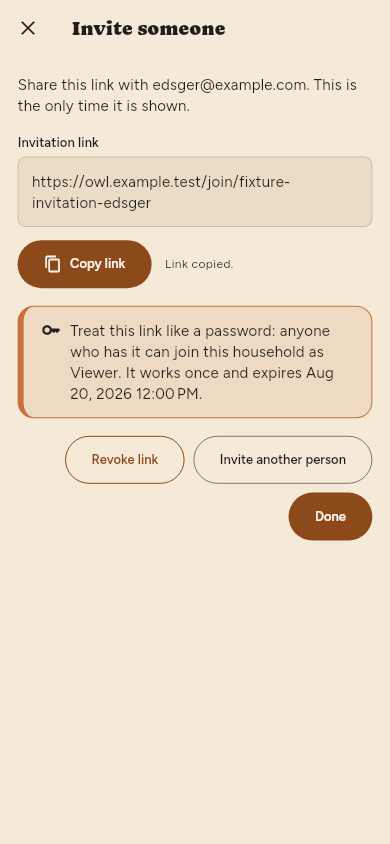 Invite someone
Share this link with edsger@example.com. This is
the only time it is shown.
Invitation link
https://owl.example.test/join/fixture-
invitation-edsger
Copy link
Link copied.
Treat this link like a password: anyone
who has it can join this household as
Viewer. It works once and expires Aug
20, 2026 12:00 PM.
Revoke link
Invite another person
Done